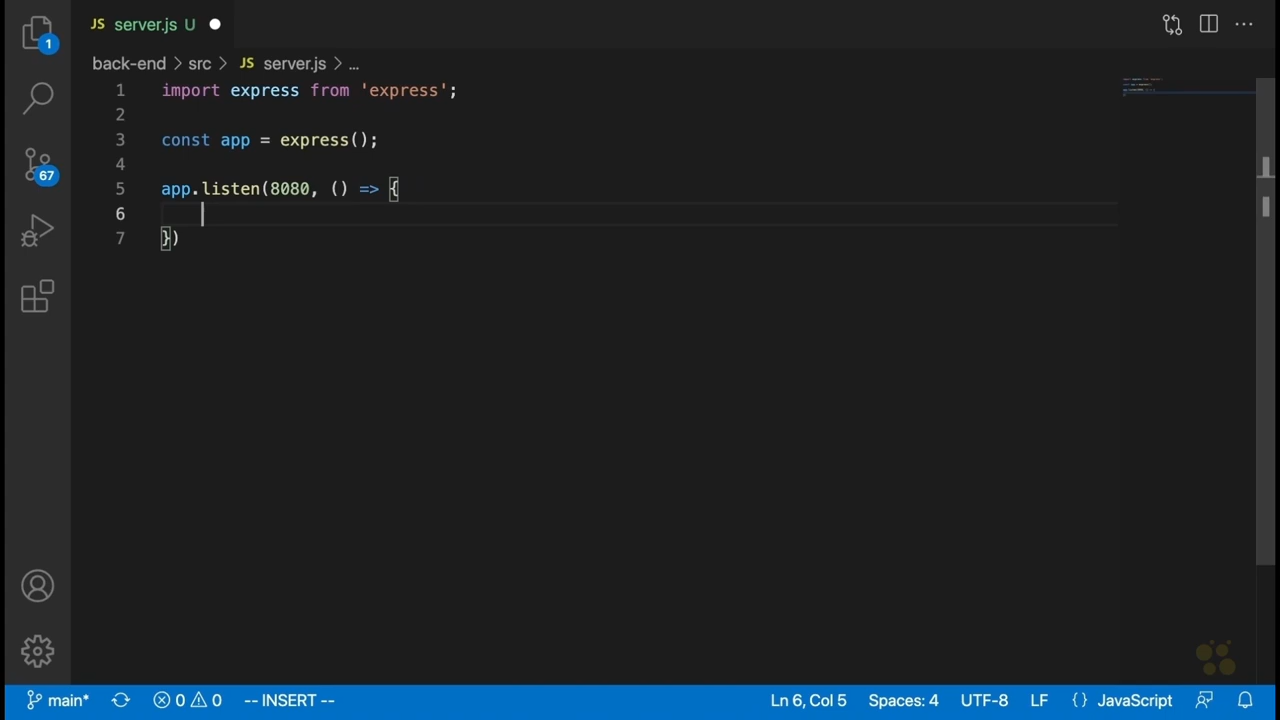 JS server.js U
1
back-end > src > JS server.js > ...
1 import express from 'express';
2
3 const app = express();
4
5 app.listen(8080, () => {
6
7 })
67
main* 0 0 -- INSERT -- Ln 6, Col 5 Spaces: 4 UTF-8 LF {} JavaScript